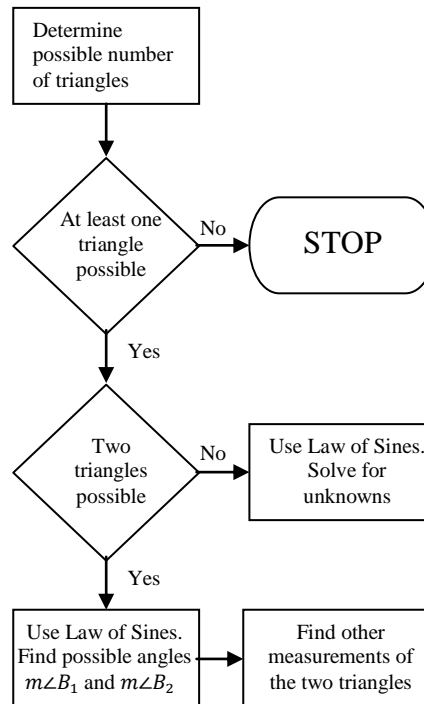 Determine
possible number
of triangles
At least one
triangle
possible
No
STOP
Yes
Two
triangles
possible
No
Use Law of Sines.
Solve for
unknowns
Yes
Use Law of Sines.
Find possible angles
𝑚∠𝐵₁ and 𝑚∠𝐵₂
Find other
measurements of
the two triangles